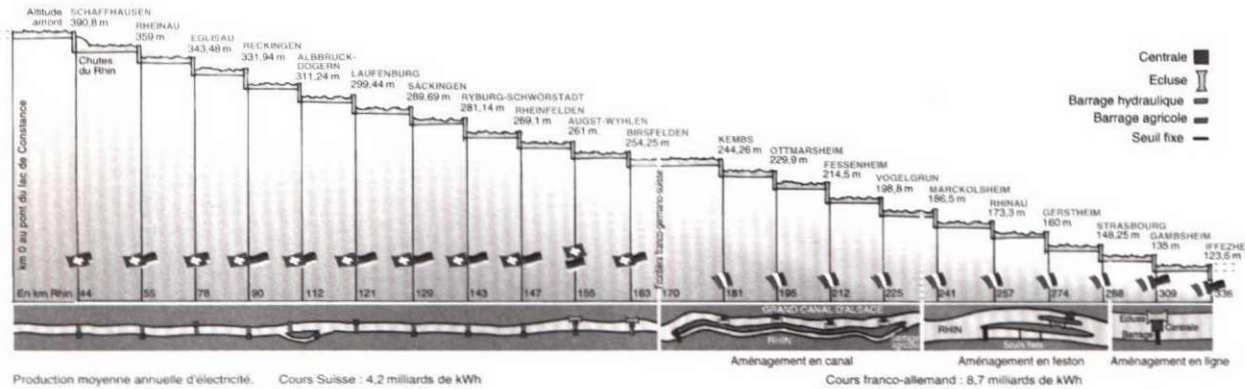 Altitude
amont
SCHAFFHAUSEN
390,8 m
RHEINAU
359 m
EGLISAU
343,48 m
RECKINGEN
331,94 m
ALBBRUCK-
DOGERN
311,24 m
LAUFENBURG
299,44 m
SÄCKINGEN
289,69 m
RYBURG-SCHWORSTADT
281,14 m
RHEINFELDEN
269,1 m
AUGST-WYHLEN
261 m
BIRSFELDEN
254,25 m
KEMBS
244,26 m
OTTMARSHEIM
229,9 m
FESSENHEIM
214,5 m
VOGELGRUN
198,8 m
MARCKOLSHEIM
186,5 m
RHINAU
173,3 m
GERSTHEIM
160 m
STRASBOURG
148,25 m
GAMBSHEIM
135 m
IFFEZHE
123,6 m
Chutes
du Rhin
Centrale
Ecluse
Barrage hydraulique
Barrage agricole
Seuil fixe
km 0 au pont du lac de Constance
Frontière franco-germano-suisse
En km Rhin 44 55 78 90 112 121 129 143 147 155 163 170 181 195 212 225 241 257 274 288 309 336
GRAND CANAL D'ALSACE
RHIN
RHIN
Seuils fixes
Ecluse
Centrale
Barrage
Aménagement en canal
Aménagement en feston
Aménagement en ligne
Production moyenne annuelle d'électricité. Cours Suisse : 4,2 milliards de kWh
Cours franco-allemand : 8,7 milliards de kWh